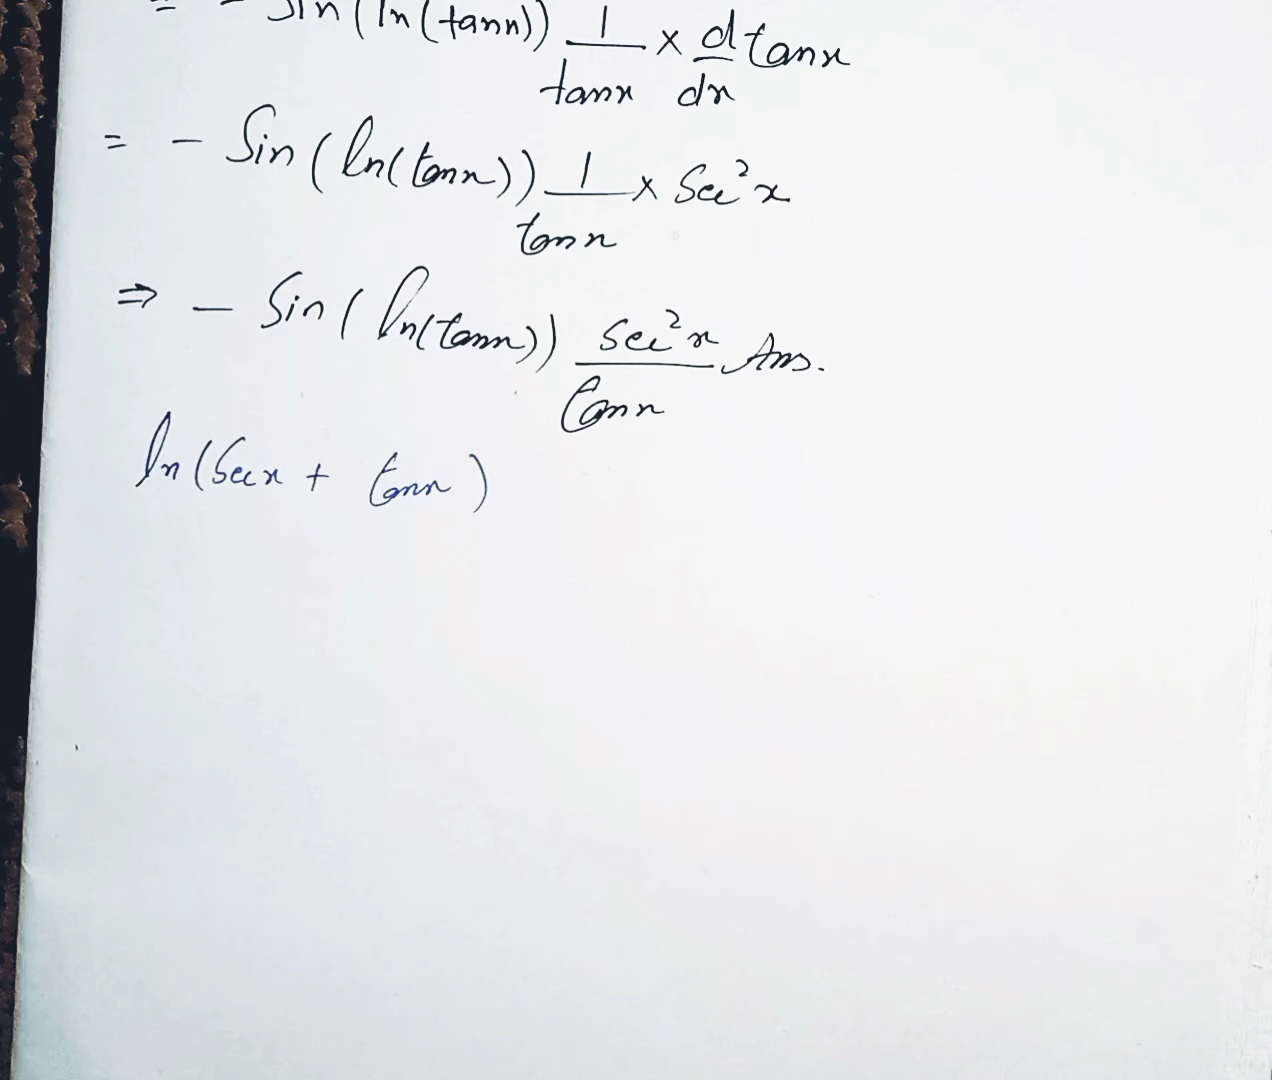 = - Sin(ln(tanx)) 1/tanx × d/dx tanx
= - Sin(ln(tanx)) 1/tanx × Sec²x
⇒ - Sin(ln(tanx)) Sec²x/tanx Ans.
ln(Secx + tanx)